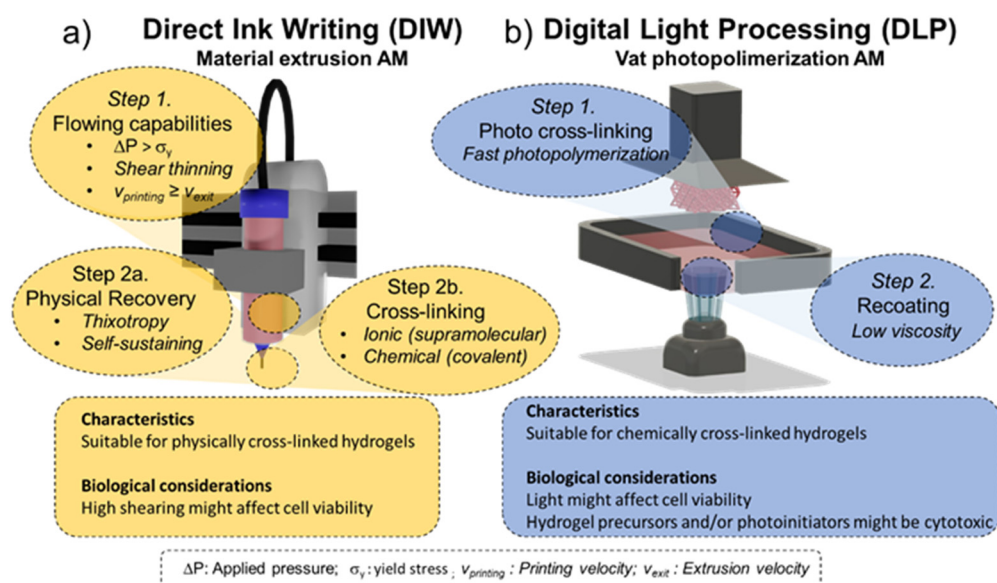 a) Direct Ink Writing (DIW)
Material extrusion AM
Step 1.
Flowing capabilities
• ΔP > σy
• Shear thinning
• vprinting ≥ vexit
Step 2a.
Physical Recovery
• Thixotropy
• Self-sustaining
Step 2b.
Cross-linking
• Ionic (supramolecular)
• Chemical (covalent)
Characteristics
Suitable for physically cross-linked hydrogels
Biological considerations
High shearing might affect cell viability
b) Digital Light Processing (DLP)
Vat photopolimerization AM
Step 1.
Photo cross-linking
Fast photopolymerization
Step 2.
Recoating
Low viscosity
Characteristics
Suitable for chemically cross-linked hydrogels
Biological considerations
Light might affect cell viability
Hydrogel precursors and/or photoinitiators might be cytotoxic
ΔP: Applied pressure; σy : yield stress ; vprinting : Printing velocity; vexit : Extrusion velocity